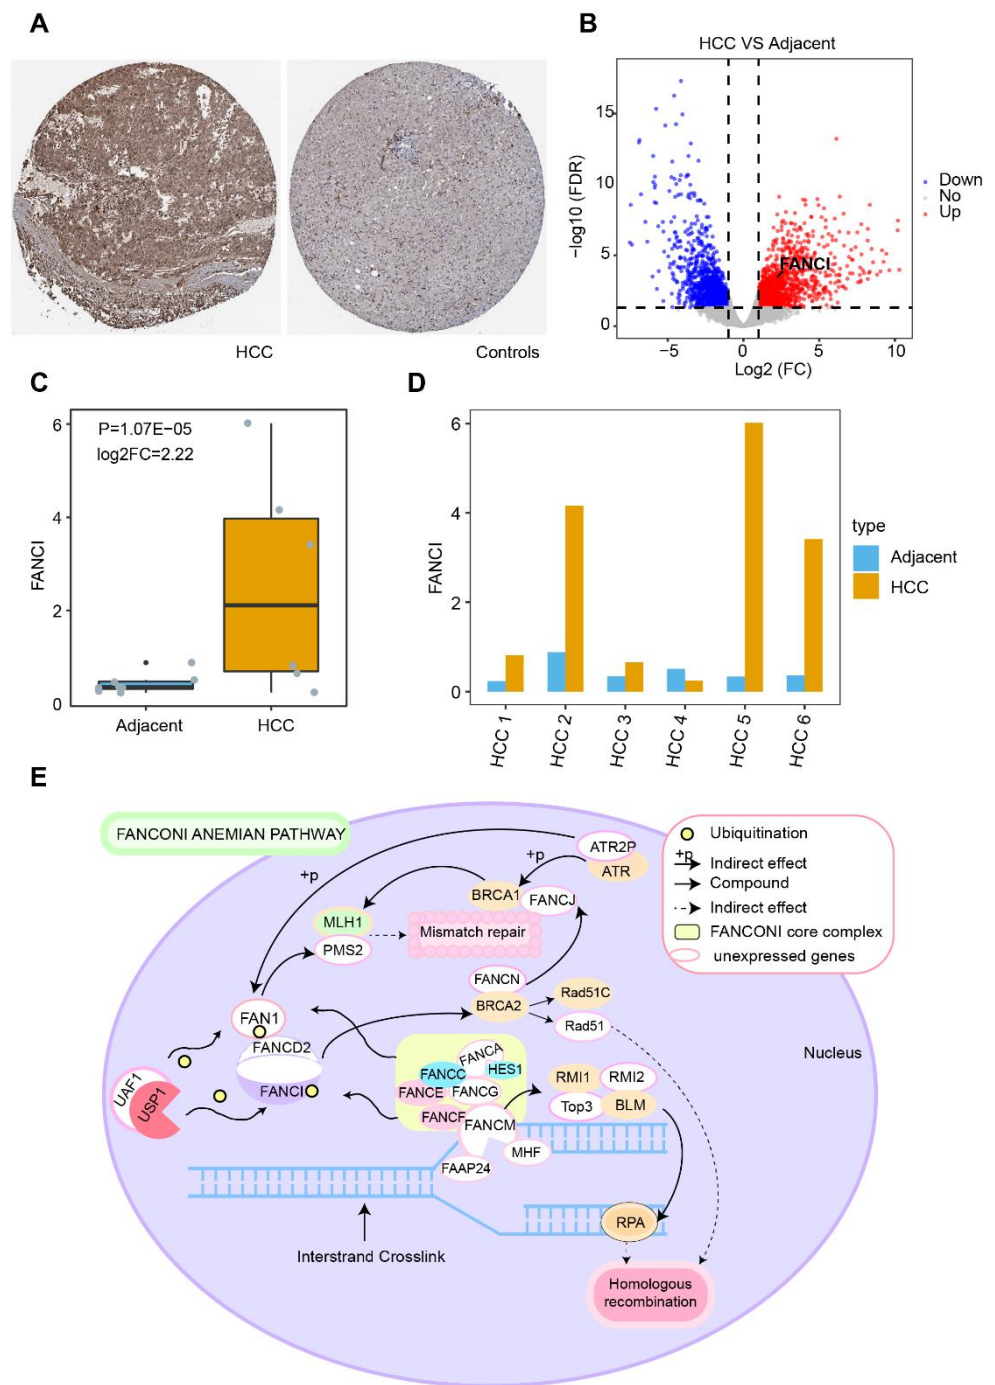 A
HCC
Controls
B
HCC VS Adjacent
15
10
5
0
-log10 (FDR)
FANCI
−5
0
5
10
Log2 (FC)
Down
No
Up
C
P=1.07E−05
log2FC=2.22
6
4
2
0
FANCI
Adjacent
HCC
D
6
4
2
0
FANCI
HCC 1
HCC 2
HCC 3
HCC 4
HCC 5
HCC 6
type
Adjacent
HCC
E
FANCONI ANEMIAN PATHWAY
Ubiquitination
+p
Indirect effect
Compound
Indirect effect
FANCONI core complex
unexpressed genes
ATR2P
ATR
+p
+p
BRCA1
FANCJ
MLH1
PMS2
Mismatch repair
FANCN
BRCA2
Rad51C
Rad51
FAN1
FANCD2
FANCI
UAF1
USP1
Nucleus
FANCA
FANCC
HES1
FANCE
FANCG
FANCF
FANCM
FAAP24
MHF
RMI1
RMI2
Top3
BLM
RPA
Interstrand Crosslink
Homologous
recombination